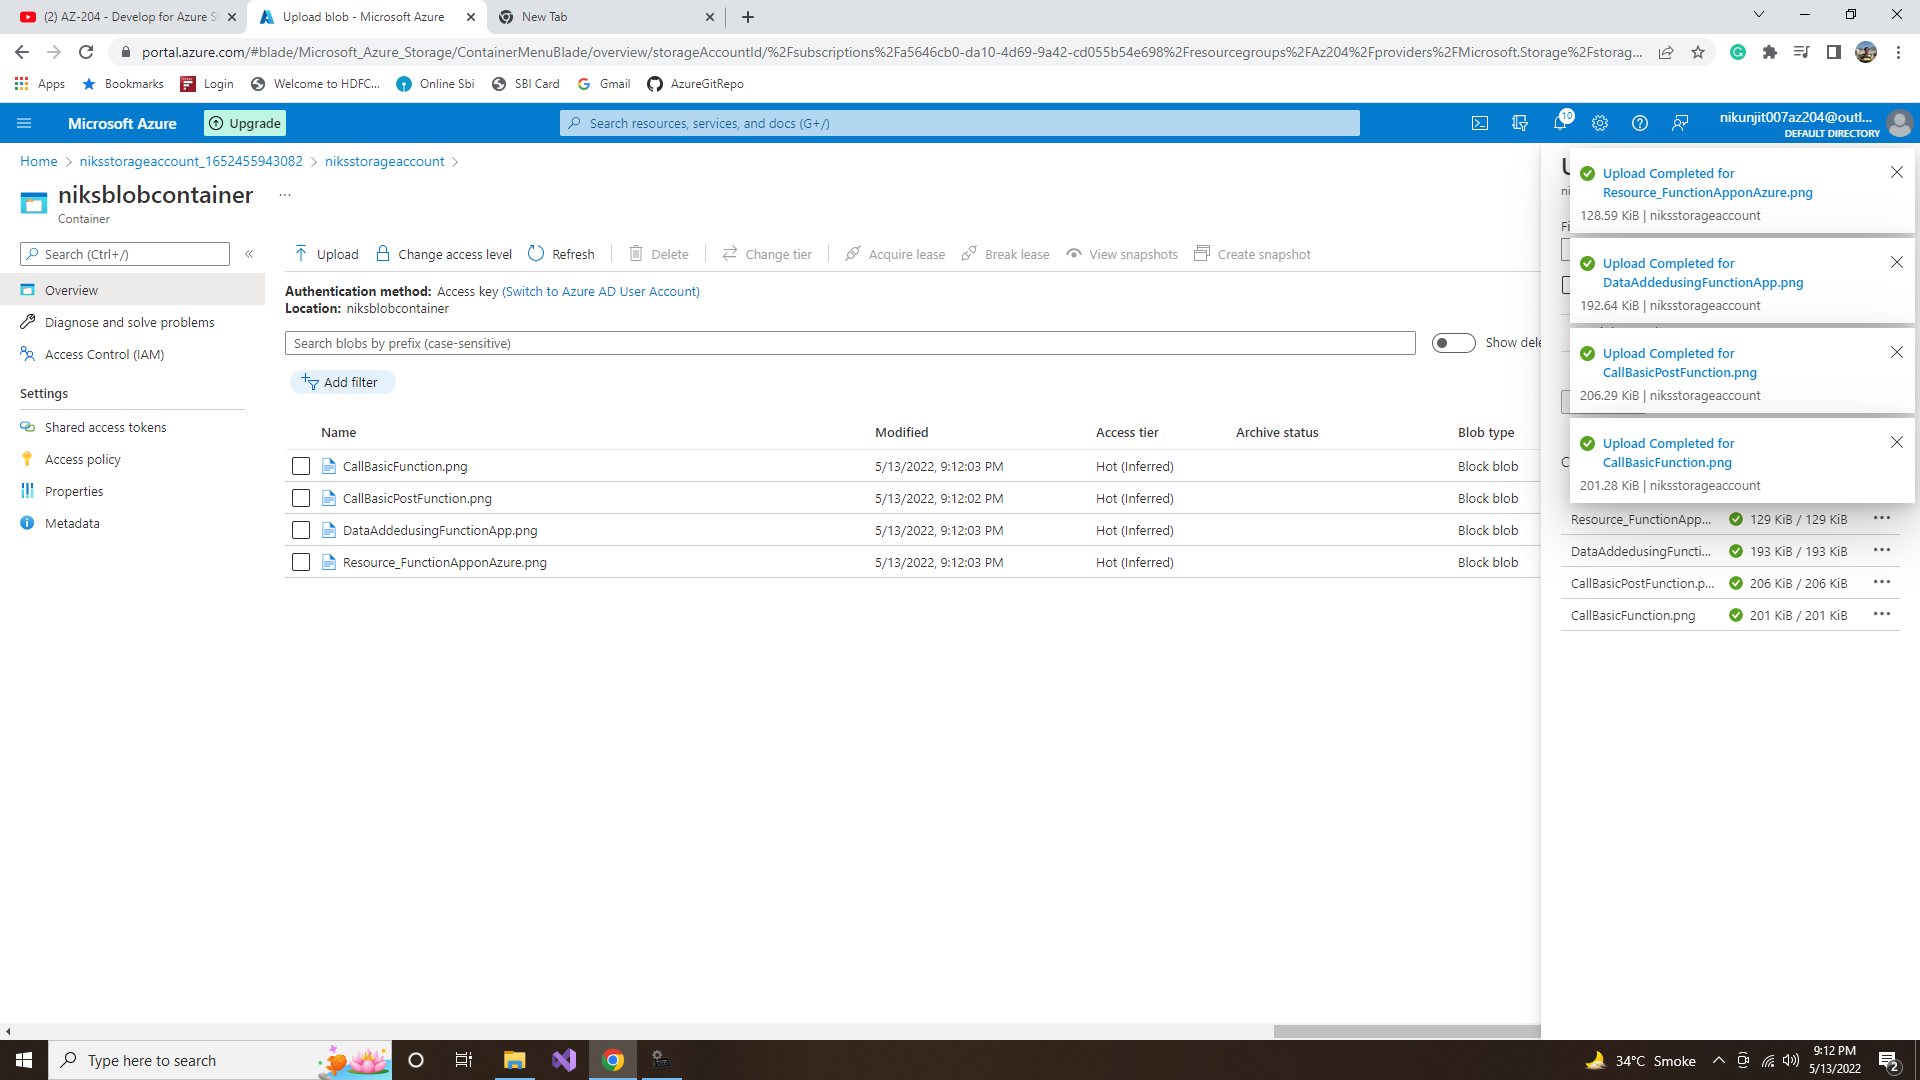 (2) AZ-204 - Develop for Azure S
Upload blob - Microsoft Azure
New Tab
portal.azure.com/#blade/Microsoft_Azure_Storage/ContainerMenuBlade/overview/storageAccountId/%2Fsubscriptions%2Fa5646cb0-da10-4d69-9a42-cd055b54e698%2Fresourcegroups%2FAz204%2Fproviders%2FMicrosoft.Storage%2Fstorag...
Apps
Bookmarks
Login
Welcome to HDFC...
Online Sbi
SBI Card
Gmail
AzureGitRepo
Microsoft Azure
Upgrade
Search resources, services, and docs (G+/)
10
nikunjit007az204@outl...
DEFAULT DIRECTORY
Home > niksstorageaccount_1652455943082 > niksstorageaccount >
niksblobcontainer ...
Container
Search (Ctrl+/)
«
Overview
Diagnose and solve problems
Access Control (IAM)
Settings
Shared access tokens
Access policy
Properties
Metadata
Upload
Change access level
Refresh
Delete
Change tier
Acquire lease
Break lease
View snapshots
Create snapshot
Authentication method: Access key (Switch to Azure AD User Account)
Location: niksblobcontainer
Search blobs by prefix (case-sensitive)
Show dele
Add filter
Name Modified Access tier Archive status Blob type
CallBasicFunction.png 5/13/2022, 9:12:03 PM Hot (Inferred) Block blob
CallBasicPostFunction.png 5/13/2022, 9:12:02 PM Hot (Inferred) Block blob
DataAddedusingFunctionApp.png 5/13/2022, 9:12:03 PM Hot (Inferred) Block blob
Resource_FunctionApponAzure.png 5/13/2022, 9:12:03 PM Hot (Inferred) Block blob
Upload Completed for
Resource_FunctionApponAzure.png
128.59 KiB | niksstorageaccount
Upload Completed for
DataAddedusingFunctionApp.png
192.64 KiB | niksstorageaccount
Upload Completed for
CallBasicPostFunction.png
206.29 KiB | niksstorageaccount
Upload Completed for
CallBasicFunction.png
201.28 KiB | niksstorageaccount
Resource_FunctionApp... 129 KiB / 129 KiB ...
DataAddedusingFuncti... 193 KiB / 193 KiB ...
CallBasicPostFunction.p... 206 KiB / 206 KiB ...
CallBasicFunction.png 201 KiB / 201 KiB ...
Type here to search
34°C Smoke
9:12 PM
5/13/2022
2